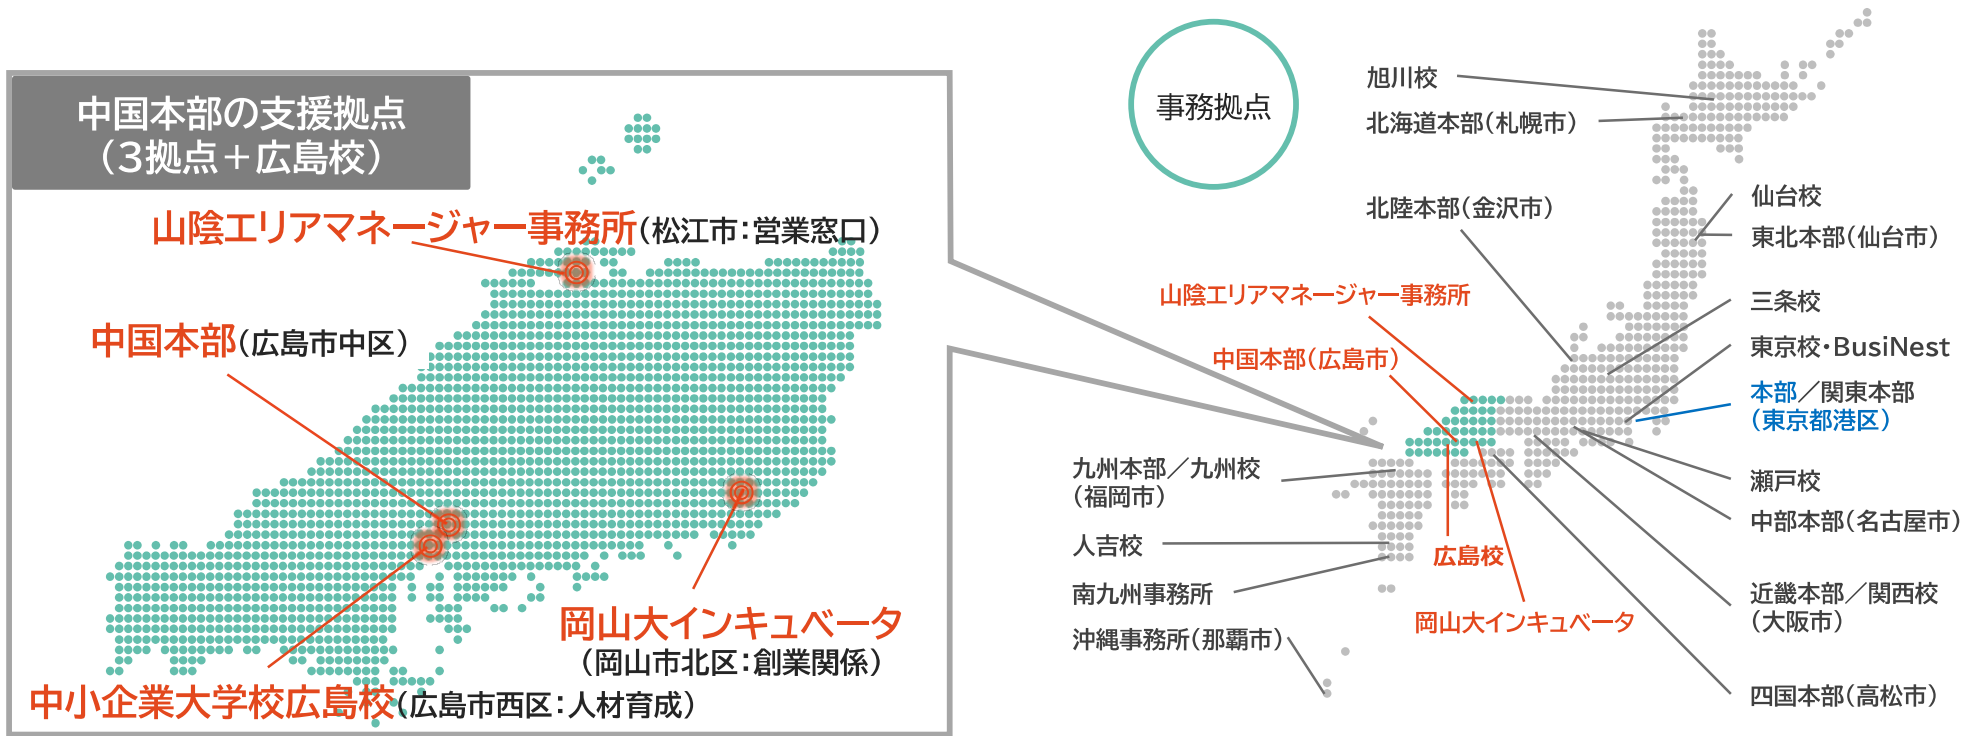 中国本部の支援拠点
（3拠点＋広島校）
山陰エリアマネージャー事務所（松江市：営業窓口）
中国本部（広島市中区）
岡山大インキュベータ
（岡山市北区：創業関係）
中小企業大学校広島校（広島市西区：人材育成）
事務拠点
旭川校
北海道本部（札幌市）
北陸本部（金沢市）
仙台校
東北本部（仙台市）
山陰エリアマネージャー事務所
三条校
中国本部（広島市）
東京校・BusiNest
本部／関東本部
（東京都港区）
九州本部／九州校
（福岡市）
瀬戸校
中部本部（名古屋市）
人吉校
広島校
南九州事務所
岡山大インキュベータ
近畿本部／関西校
（大阪市）
沖縄事務所（那覇市）
四国本部（高松市）